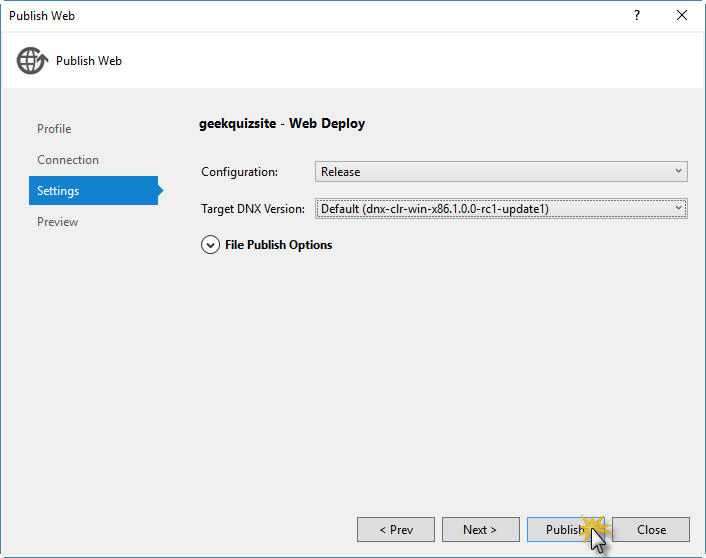 Publish Web
?
Publish Web
Profile
Connection
Settings
Preview
geekquizsite - Web Deploy
Configuration: Release
Target DNX Version: Default (dnx-clr-win-x86.1.0.0-rc1-update1)
File Publish Options
< Prev Next > Publish Close